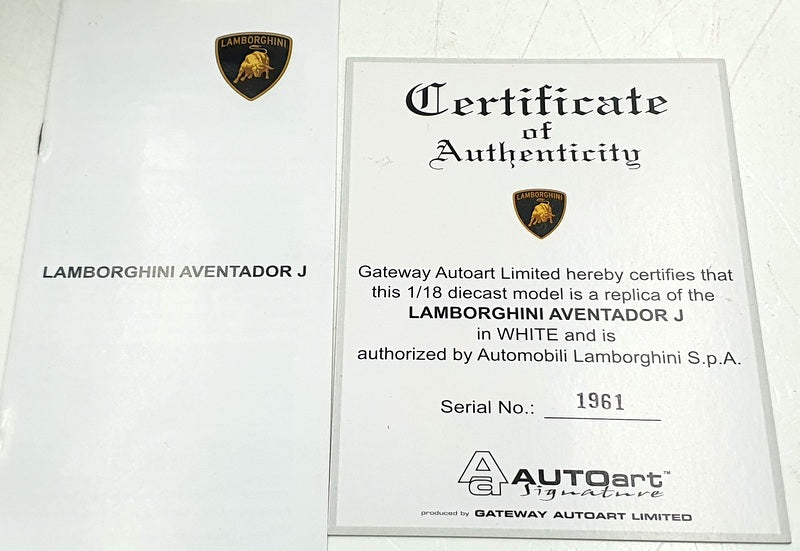 LAMBORGHINI
LAMBORGHINI AVENTADOR J
Certificate
of
Authenticity
LAMBORGHINI
Gateway Autoart Limited hereby certifies that
this 1/18 diecast model is a replica of the
LAMBORGHINI AVENTADOR J
in WHITE and is
authorized by Automobili Lamborghini S.p.A.
Serial No.: 1961
Aa AUTOart™
Signature
produced by GATEWAY AUTOART LIMITED